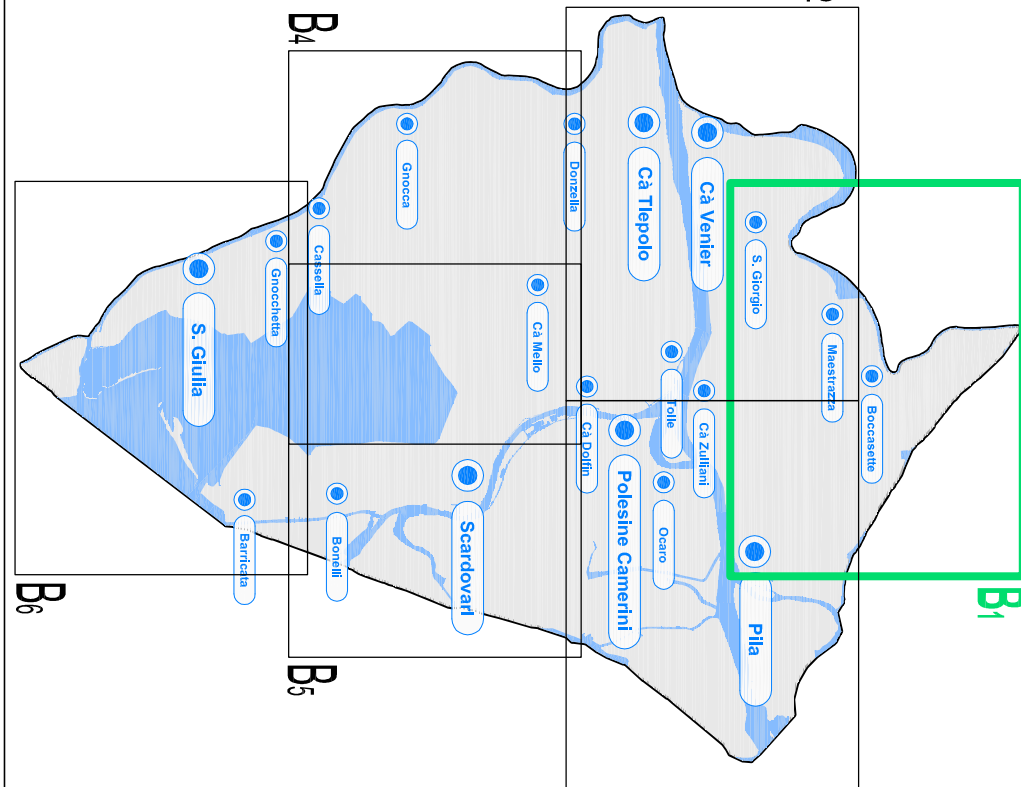 B1
Boccasette
Maestrazza
S. Giorgio
Pila
Cà Venier
Cà Zulliani
Tolle
Ocaro
Cà Tiepolo
Polesine Camerini
Donzella
Cà Dolfin
Cà Mello
Scardovari
Gnocca
B4
B5
Cassella
Bonelli
Gnocchetta
Barricata
S. Giulia
B6